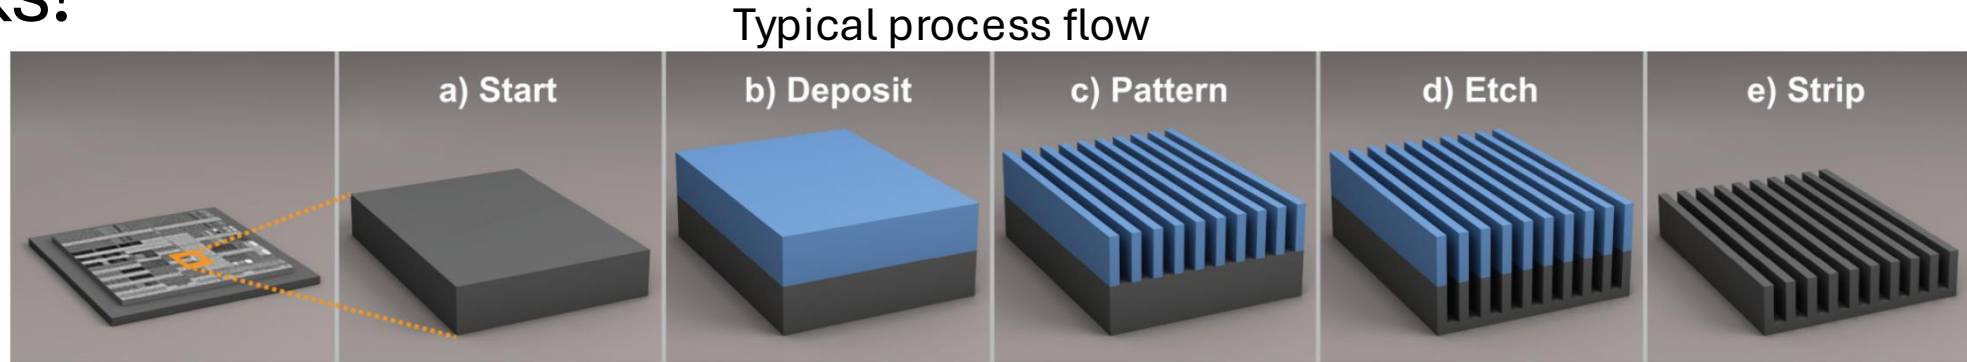 Typical process flow
a) Start
b) Deposit
c) Pattern
d) Etch
e) Strip